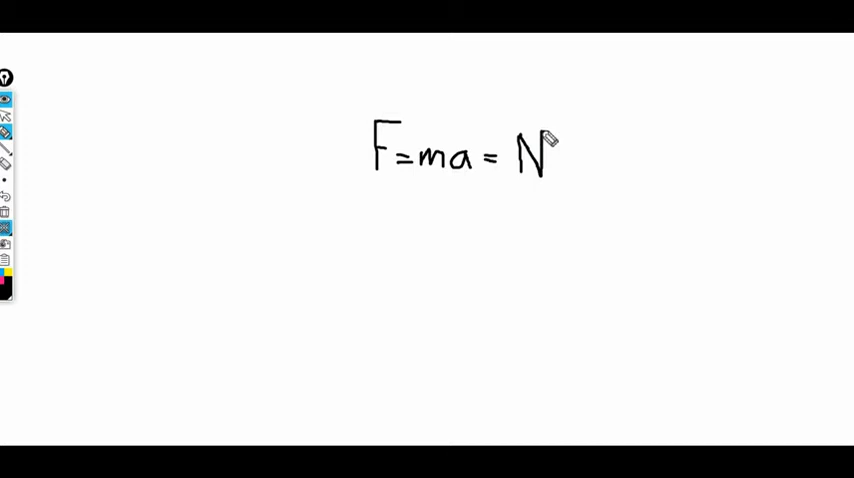 F = ma = N